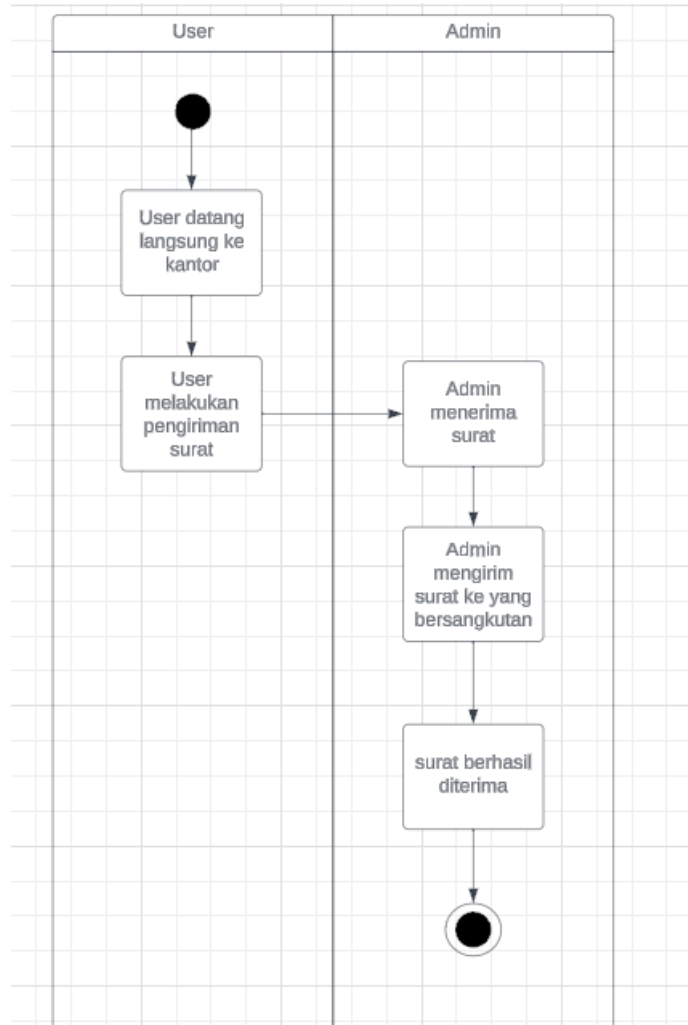 User
Admin
User datang
langsung ke
kantor
User
melakukan
pengiriman
surat
Admin
menerima
surat
Admin
mengirim
surat ke yang
bersangkutan
surat berhasil
diterima